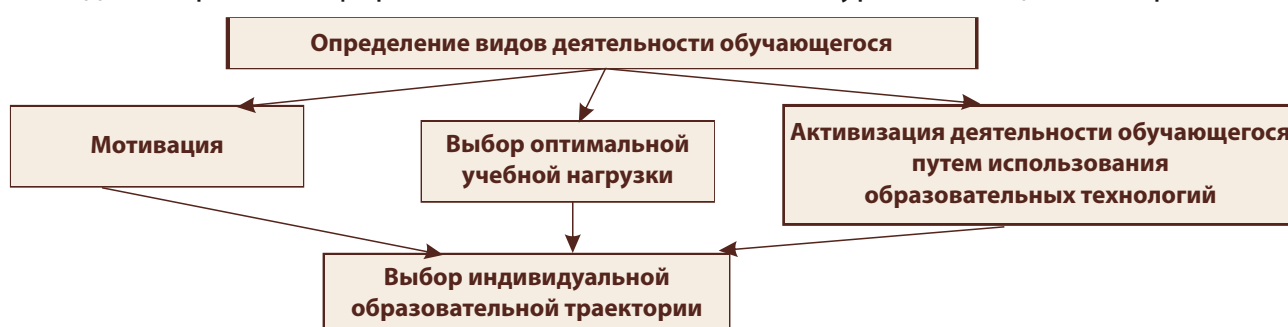 Определение видов деятельности обучающегося
Мотивация
Выбор оптимальной
учебной нагрузки
Активизация деятельности обучающегося
путем использования
образовательных технологий
Выбор индивидуальной
образовательной траектории